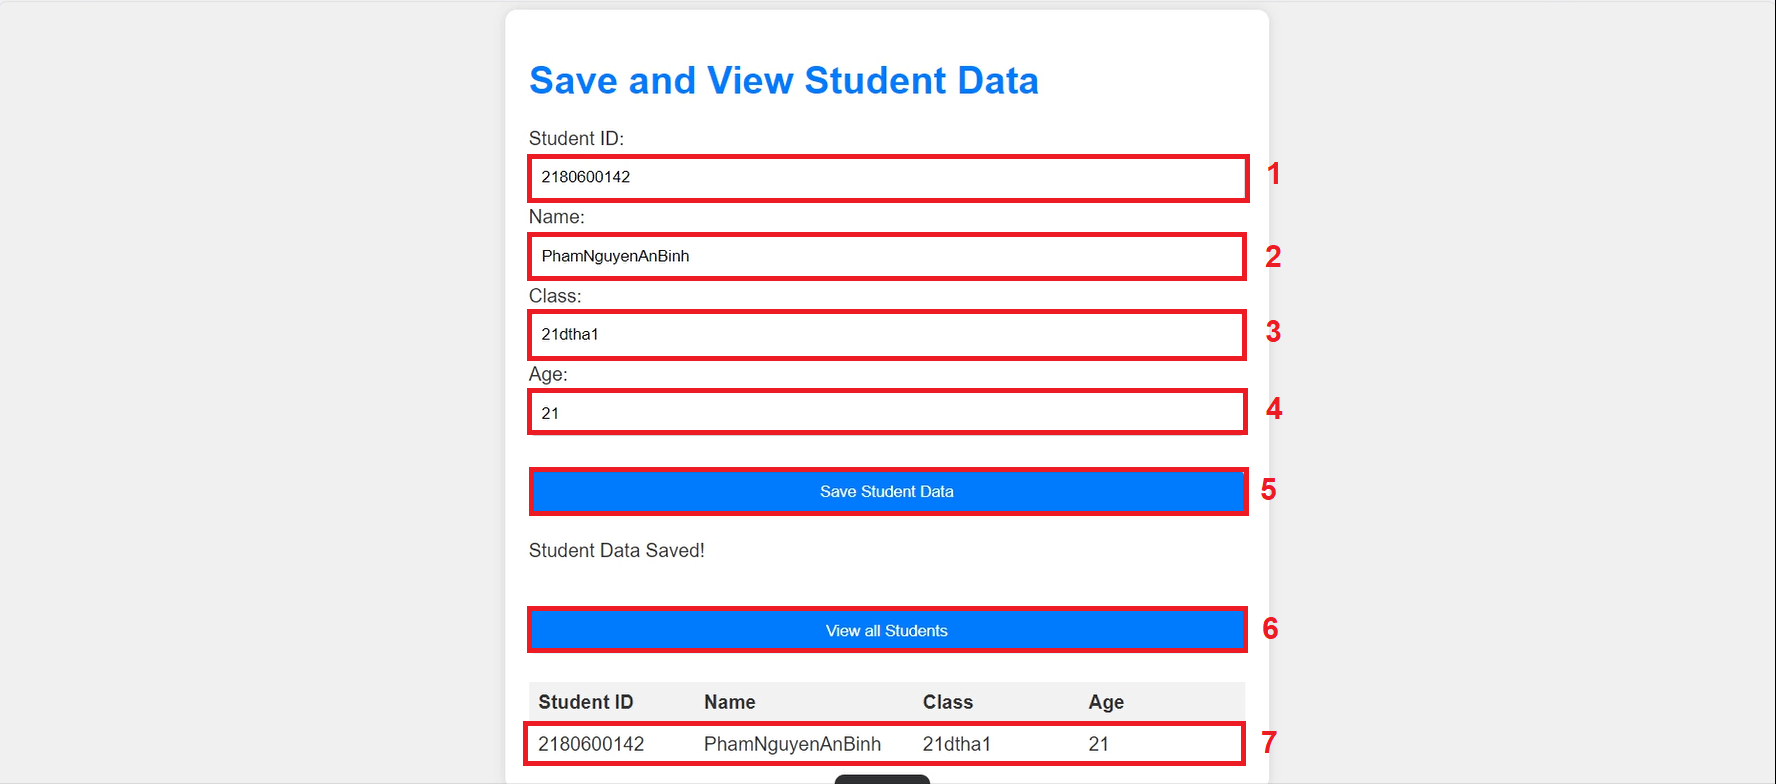 Save and View Student Data
Student ID:
2180600142 1
Name:
PhamNguyenAnBinh 2
Class:
21dtha1 3
Age:
21 4
Save Student Data 5
Student Data Saved!
View all Students 6
Student ID Name Class Age
2180600142 PhamNguyenAnBinh 21dtha1 21 7